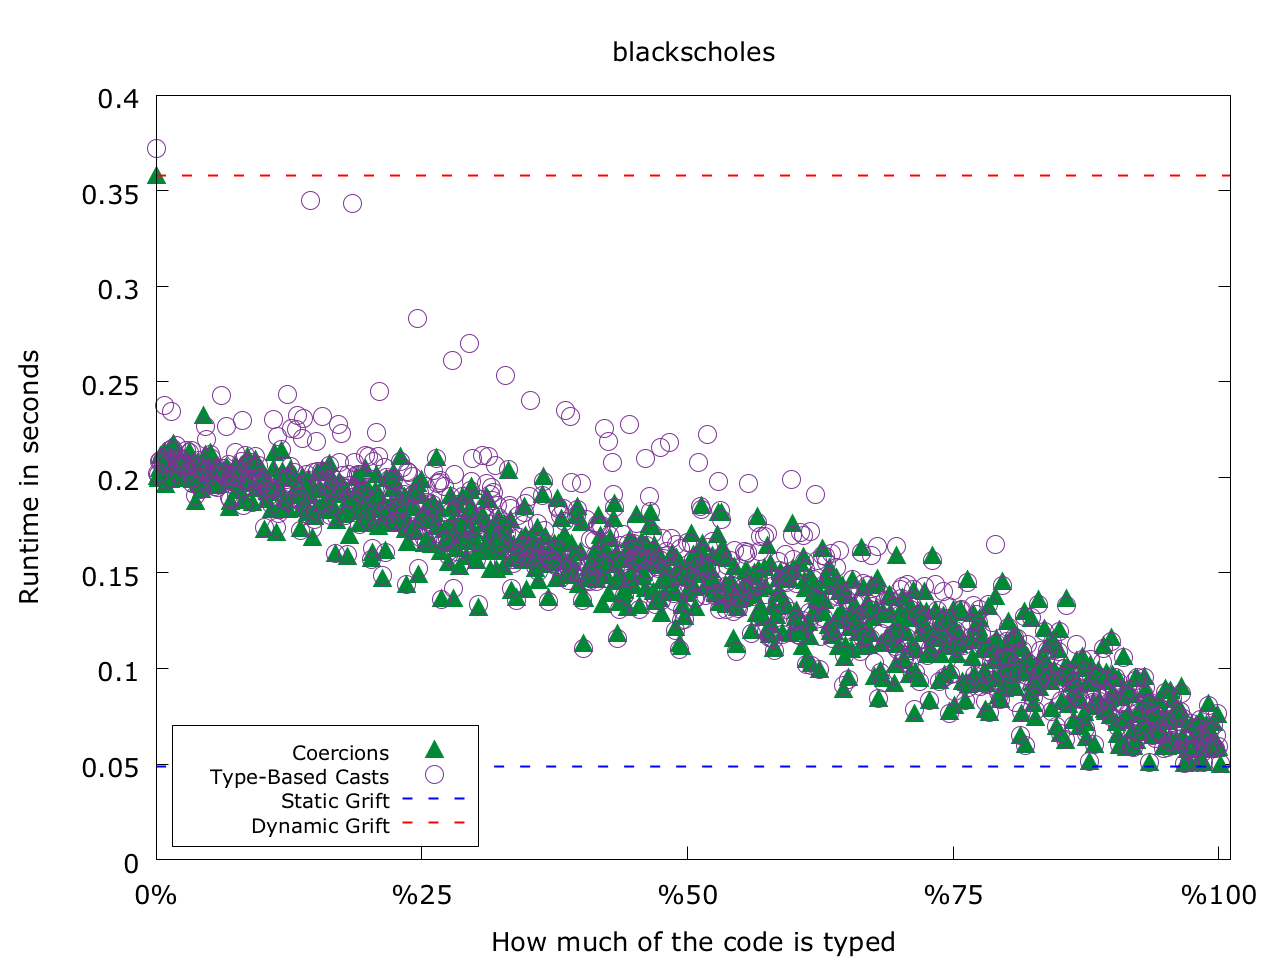 blackscholes
0.4
0.35
0.3
0.25
0.2
0.15
0.1
0.05
0
Runtime in seconds
Coercions
Type-Based Casts
Static Grift
Dynamic Grift
0% %25 %50 %75 %100
How much of the code is typed